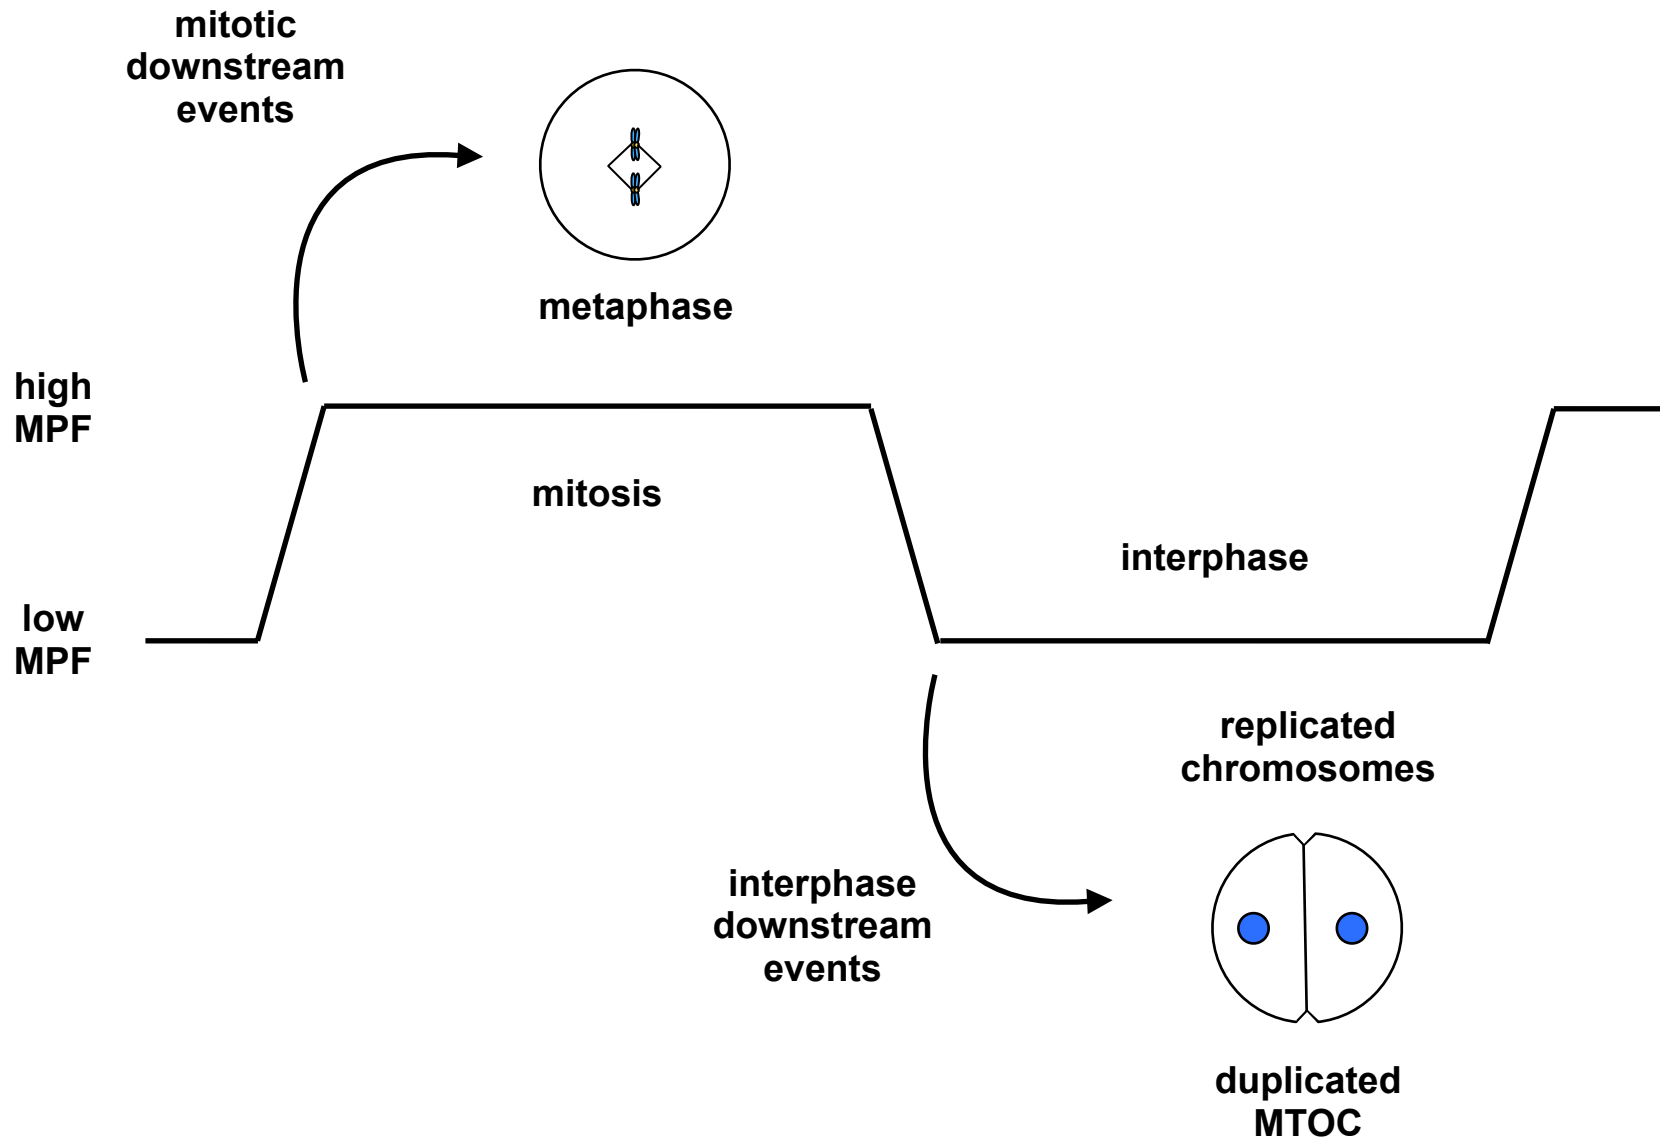 mitotic
downstream
events
metaphase
high
MPF
mitosis
interphase
low
MPF
replicated
chromosomes
interphase
downstream
events
duplicated
MTOC